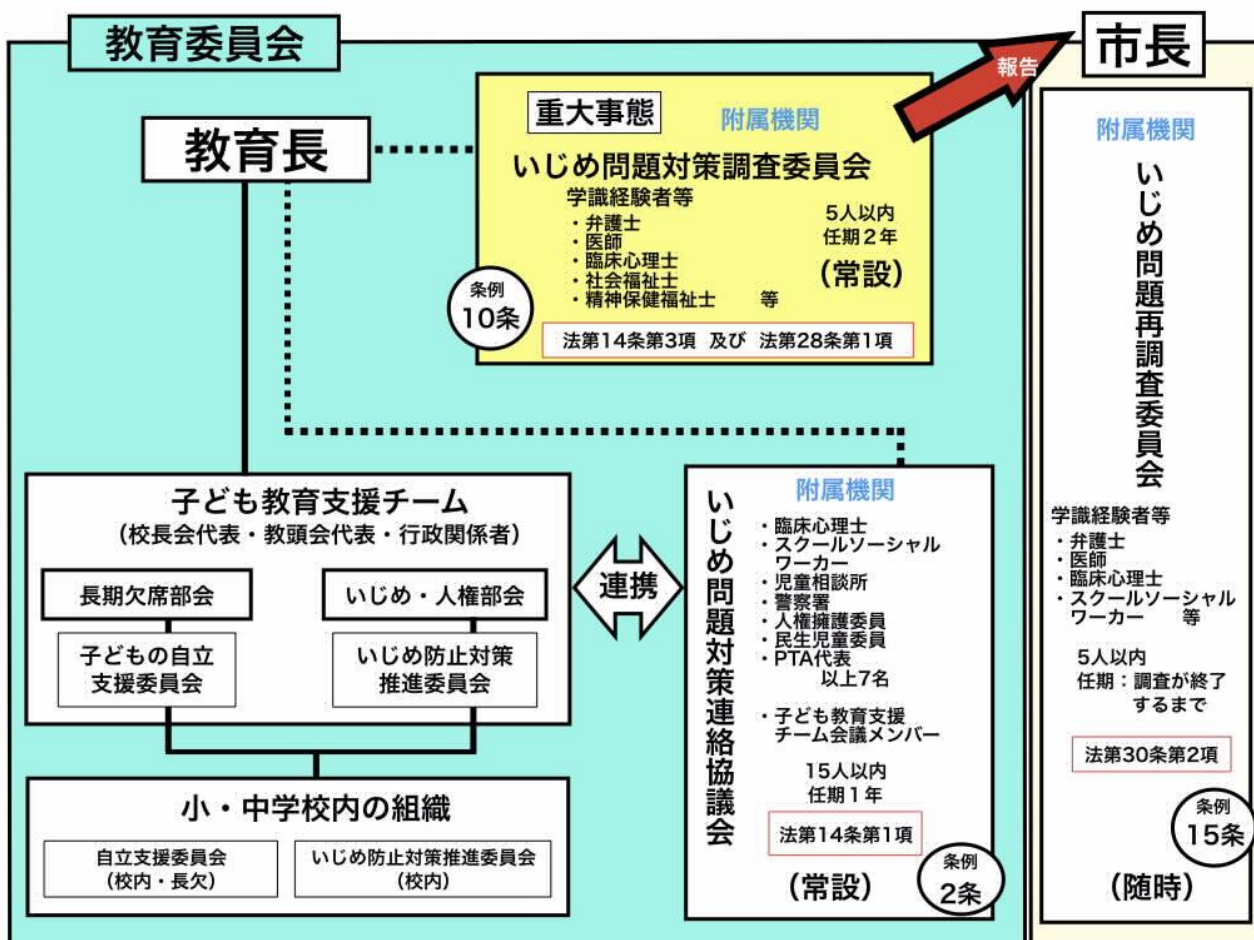 教育委員会
教育長
重大事態
附属機関
いじめ問題対策調査委員会
学識経験者等
・弁護士
・医師
・臨床心理士
・社会福祉士
・精神保健福祉士 等
5人以内
任期2年
(常設)
法第14条第3項 及び 法第28条第1項
条例
10条
報告
市長
附属機関
いじめ問題再調査委員会
学識経験者等
・弁護士
・医師
・臨床心理士
・スクールソーシャル
ワーカー 等
5人以内
任期:調査が終了
するまで
法第30条第2項
条例
15条
(随時)
子ども教育支援チーム
(校長会代表・教頭会代表・行政関係者)
長期欠席部会
いじめ・人権部会
子どもの自立
支援委員会
いじめ防止対策
推進委員会
連携
小・中学校内の組織
自立支援委員会
(校内・長欠)
いじめ防止対策推進委員会
(校内)
いじめ問題対策連絡協議会
附属機関
・臨床心理士
・スクールソーシャル
ワーカー
・児童相談所
・警察署
・人権擁護委員
・民生児童委員
・PTA代表
以上7名
・子ども教育支援
チーム会議メンバー
15人以内
任期1年
法第14条第1項
(常設)
条例
2条